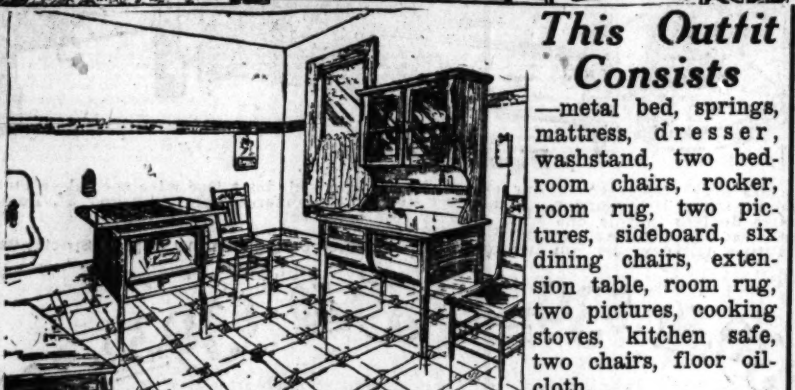 This Outfit
Consists
—metal bed, springs,
mattress, dresser,
washstand, two bed-
room chairs, rocker,
room rug, two pic-
tures, sideboard, six
dining chairs, exten-
sion table, room rug,
two pictures, cooking
stoves, kitchen safe,
two chairs, floor oil-
cloth